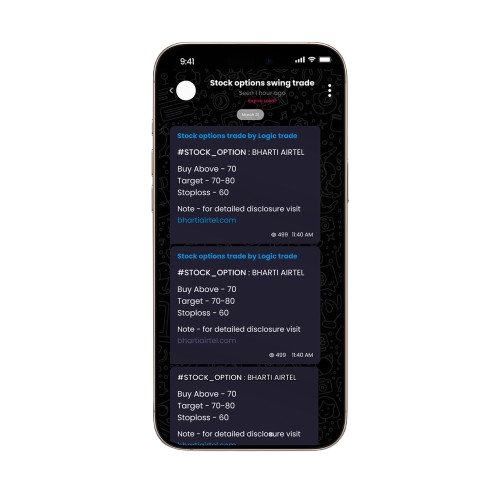 9:41
Stock options swing trade
Seen 1 hour ago
March 15
Stock options trade by Logic trade
#STOCK_OPTION : BHARTI AIRTEL
Buy Above - 70
Target - 70-80
Stoploss - 60
Note - for detailed disclosure visit
bhartiairtel.com
499 11:40 AM
Stock options trade by Logic trade
#STOCK_OPTION : BHARTI AIRTEL
Buy Above - 70
Target - 70-80
Stoploss - 60
Note - for detailed disclosure visit
bhartiairtel.com
499 11:40 AM
#STOCK_OPTION : BHARTI AIRTEL
Buy Above - 70
Target - 70-80
Stoploss - 60
Note - for detailed disclosure visit
bhartiairtel.com